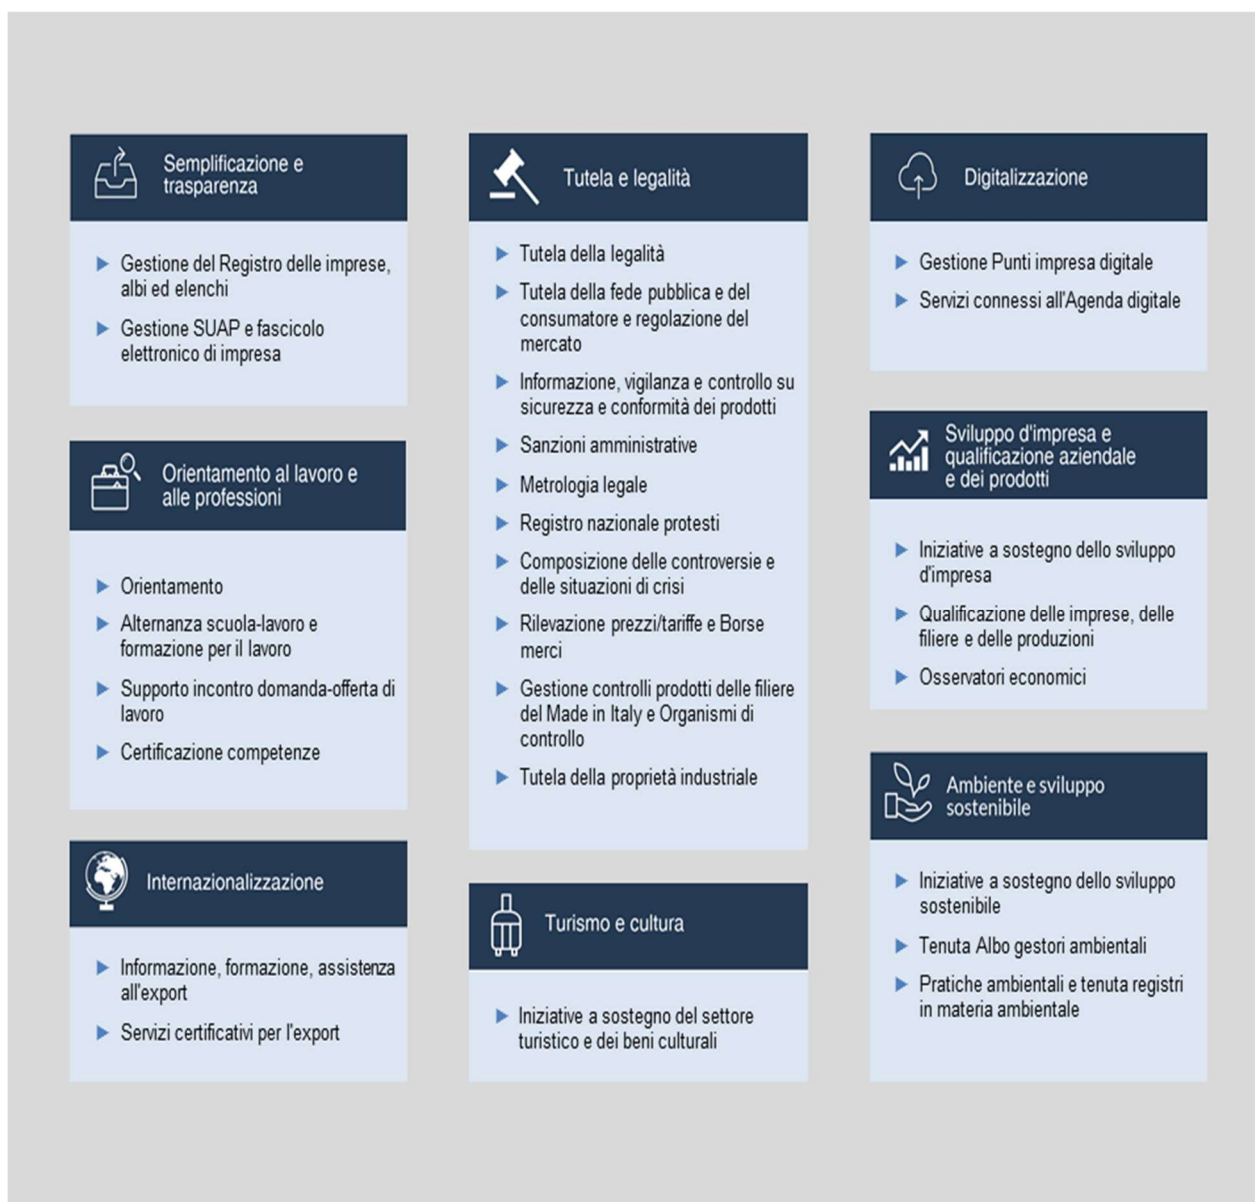 Semplificazione e
trasparenza
Gestione del Registro delle imprese,
albi ed elenchi
Gestione SUAP e fascicolo
elettronico di impresa
Orientamento al lavoro e
alle professioni
Orientamento
Alternanza scuola-lavoro e
formazione per il lavoro
Supporto incontro domanda-offerta di
lavoro
Certificazione competenze
Internazionalizzazione
Informazione, formazione, assistenza
all'export
Servizi certificativi per l'export
Tutela e legalità
Tutela della legalità
Tutela della fede pubblica e del
consumatore e regolazione del
mercato
Informazione, vigilanza e controllo su
sicurezza e conformità dei prodotti
Sanzioni amministrative
Metrologia legale
Registro nazionale protesti
Composizione delle controversie e
delle situazioni di crisi
Rilevazione prezzi/tariffe e Borse
merci
Gestione controlli prodotti delle filiere
del Made in Italy e Organismi di
controllo
Tutela della proprietà industriale
Turismo e cultura
Iniziative a sostegno del settore
turistico e dei beni culturali
Digitalizzazione
Gestione Punti impresa digitale
Servizi connessi all'Agenda digitale
Sviluppo d'impresa e
qualificazione aziendale
e dei prodotti
Iniziative a sostegno dello sviluppo
d'impresa
Qualificazione delle imprese, delle
filiere e delle produzioni
Osservatori economici
Ambiente e sviluppo
sostenibile
Iniziative a sostegno dello sviluppo
sostenibile
Tenuta Albo gestori ambientali
Pratiche ambientali e tenuta registri
in materia ambientale